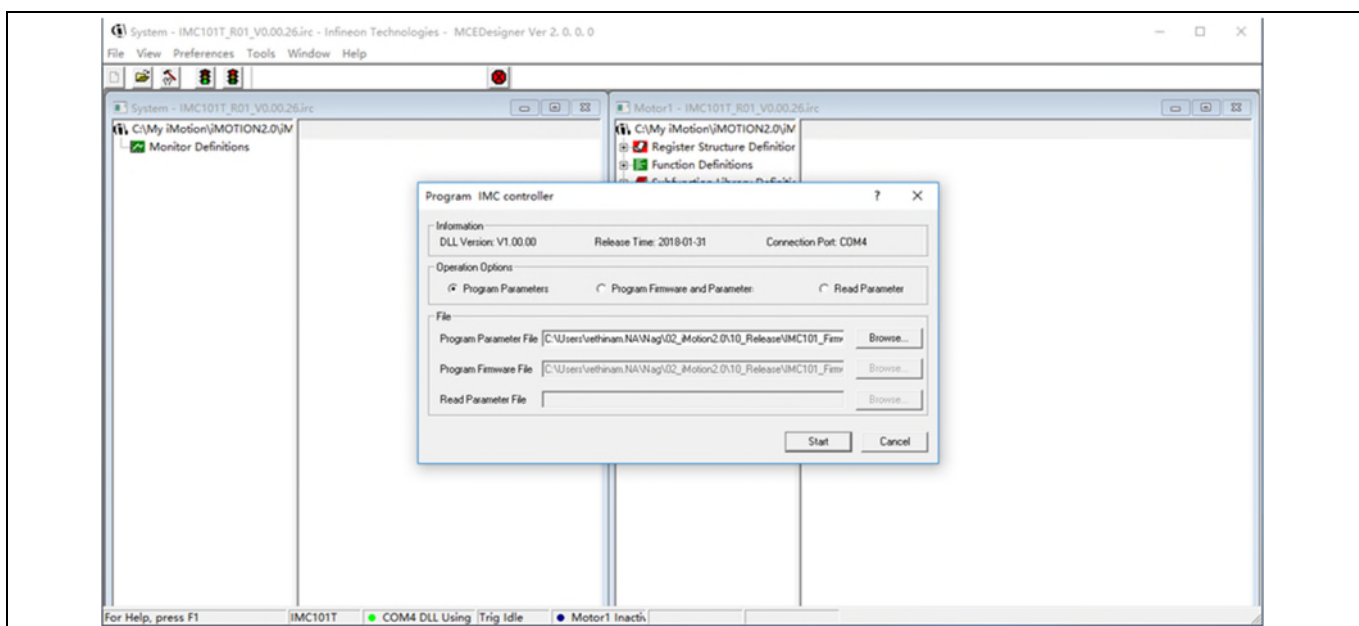 System - IMC101T_R01_V0.00.26.irc - Infineon Technologies - MCEDesigner Ver 2. 0. 0. 0
File View Preferences Tools Window Help
System - IMC101T_R01_V0.00.26.irc
Motor1 - IMC101T_R01_V0.00.26.irc
C:\My iMotion\iMOTION2.0\iM
C:\My iMotion\iMOTION2.0\iM
Monitor Definitions
Register Structure Definition
Function Definitions
Program IMC controller
Information
DLL Version: V1.00.00 Release Time: 2018-01-31 Connection Port: COM4
Operation Options
Program Parameters Program Firmware and Parameter Read Parameter
File
Program Parameter File C:\Users\vethinam.NA\Nag\02_iMotion2.0\10_Release\IMC101_Firm Browse...
Program Firmware File C:\Users\vethinam.NA\Nag\02_iMotion2.0\10_Release\IMC101_Firm Browse...
Read Parameter File Browse...
Start Cancel
For Help, press F1 IMC101T COM4 DLL Using Trig Idle Motor1 Inactiv